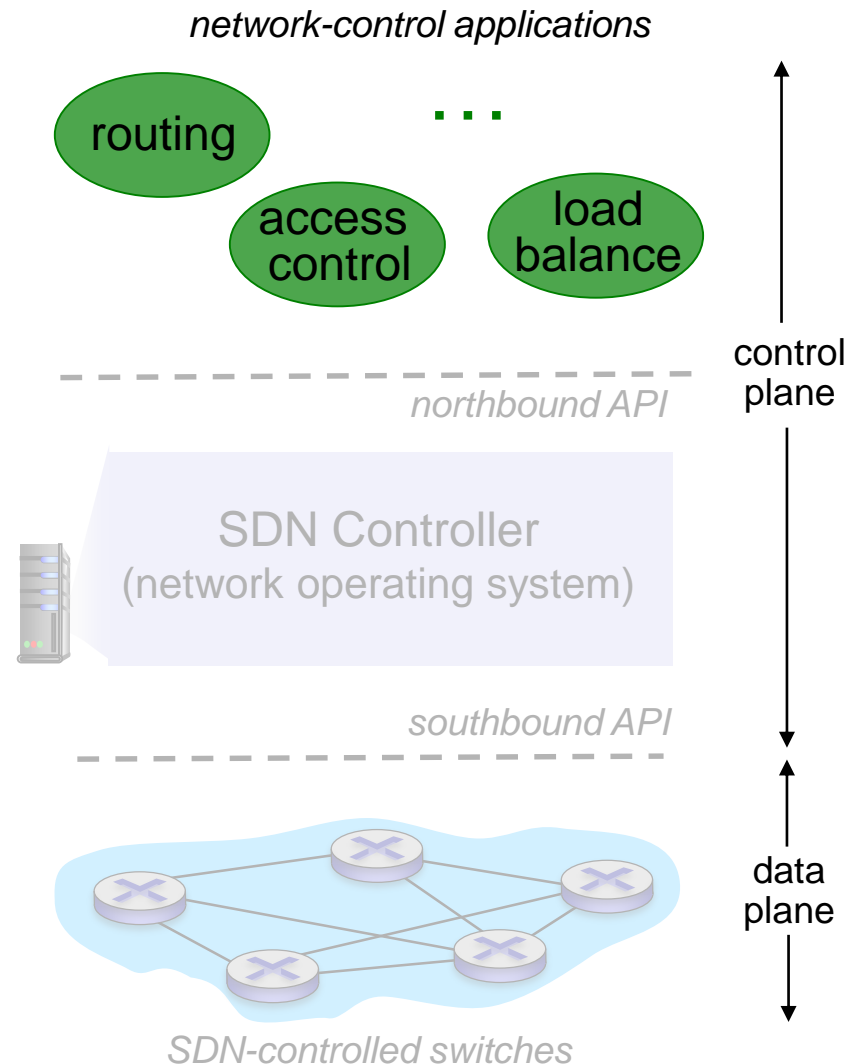 network-control applications
routing
...
access
control
load
balance
control
plane
northbound API
SDN Controller
(network operating system)
southbound API
data
plane
SDN-controlled switches